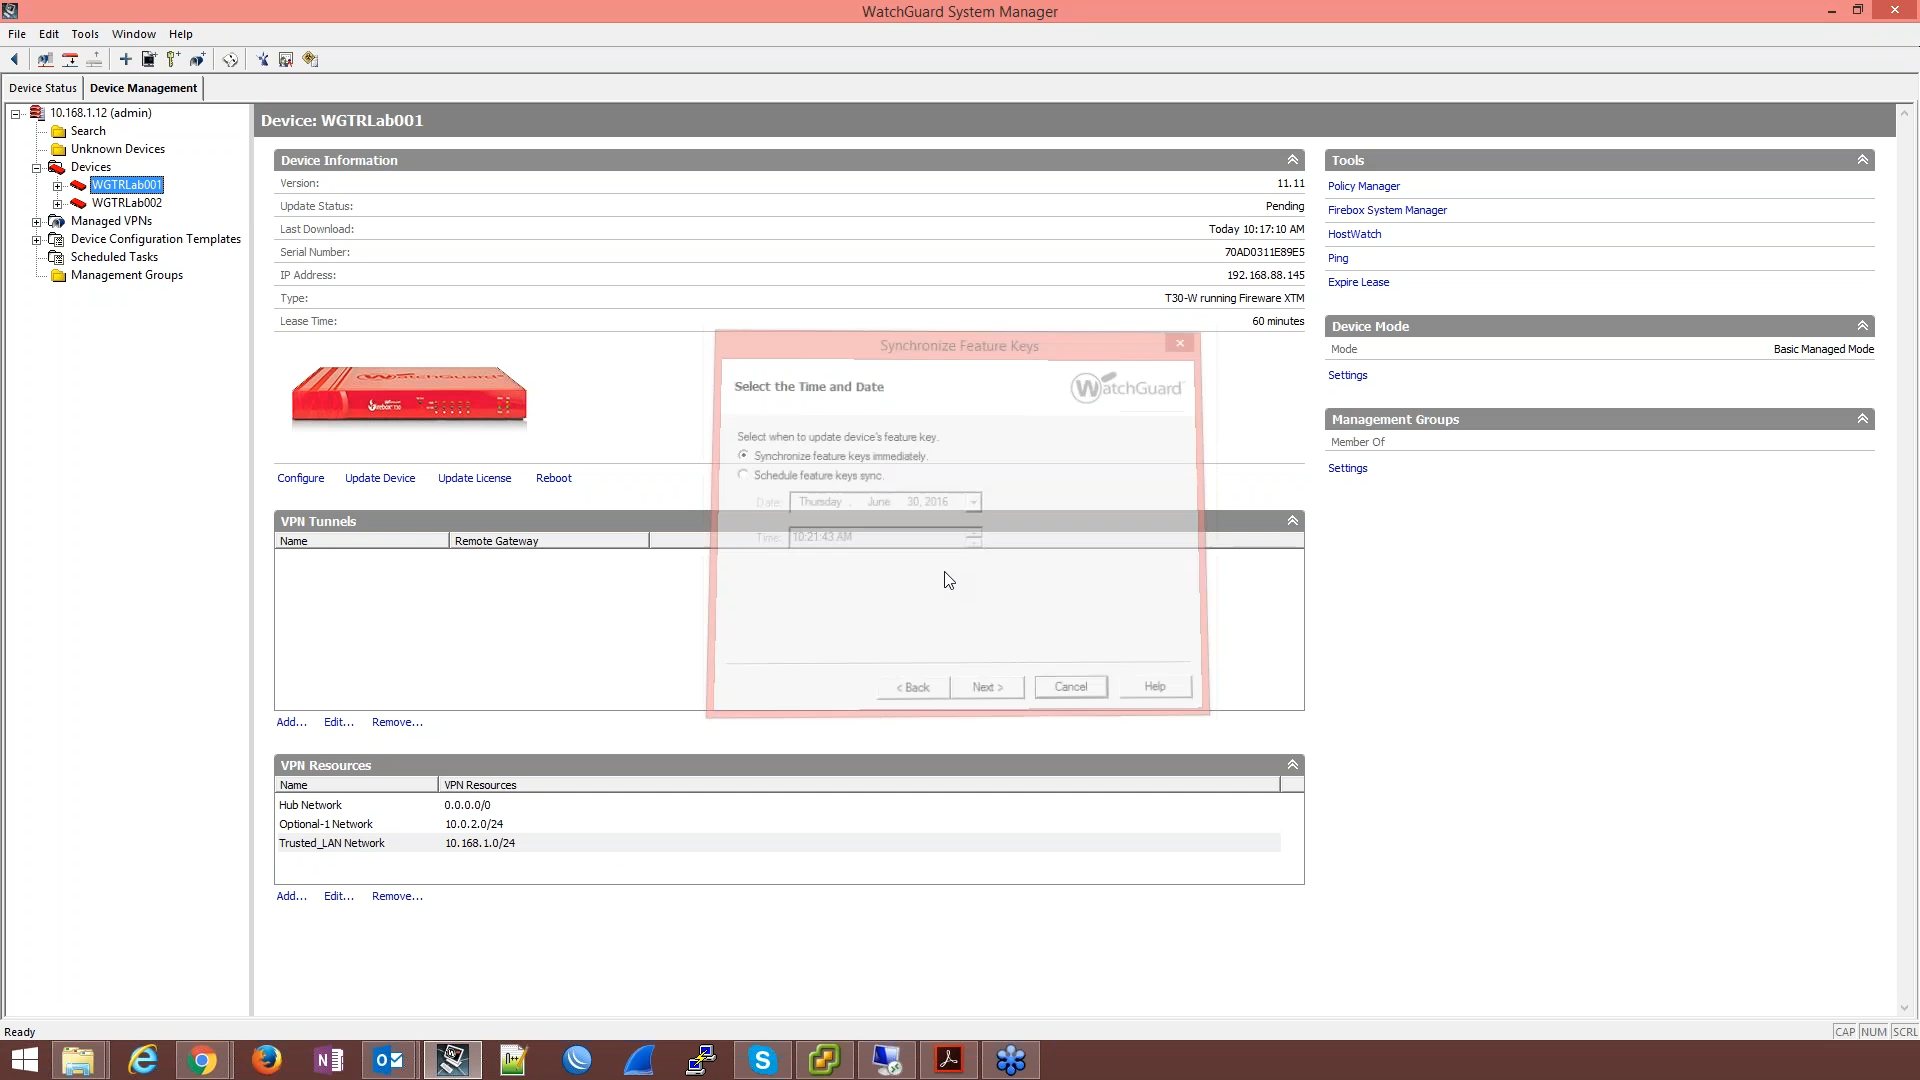 WatchGuard System Manager
File Edit Tools Window Help
Device Status Device Management
10.168.1.12 (admin)
Search
Unknown Devices
Devices
WGTRLab001
WGTRLab002
Managed VPNs
Device Configuration Templates
Scheduled Tasks
Management Groups
Device: WGTRLab001
Device Information
Version: 11.11
Update Status: Pending
Last Download: Today 10:17:10 AM
Serial Number: 70AD0311E89E5
IP Address: 192.168.88.145
Type: T30-W running Fireware XTM
Lease Time: 60 minutes
WatchGuard
Firebox T30
Configure Update Device Update License Reboot
VPN Tunnels
Name Remote Gateway
Add... Edit... Remove...
VPN Resources
Name VPN Resources
Hub Network 0.0.0.0/0
Optional-1 Network 10.0.2.0/24
Trusted_LAN Network 10.168.1.0/24
Add... Edit... Remove...
Synchronize Feature Keys
Select the Time and Date
WatchGuard
Select when to update device's feature key.
Synchronize feature keys immediately.
Schedule feature keys sync.
Date: Thursday , June 30, 2016
Time: 10:21:43 AM
< Back Next > Cancel Help
Tools
Policy Manager
Firebox System Manager
HostWatch
Ping
Expire Lease
Device Mode
Mode Basic Managed Mode
Settings
Management Groups
Member Of
Settings
Ready
CAP NUM SCRL